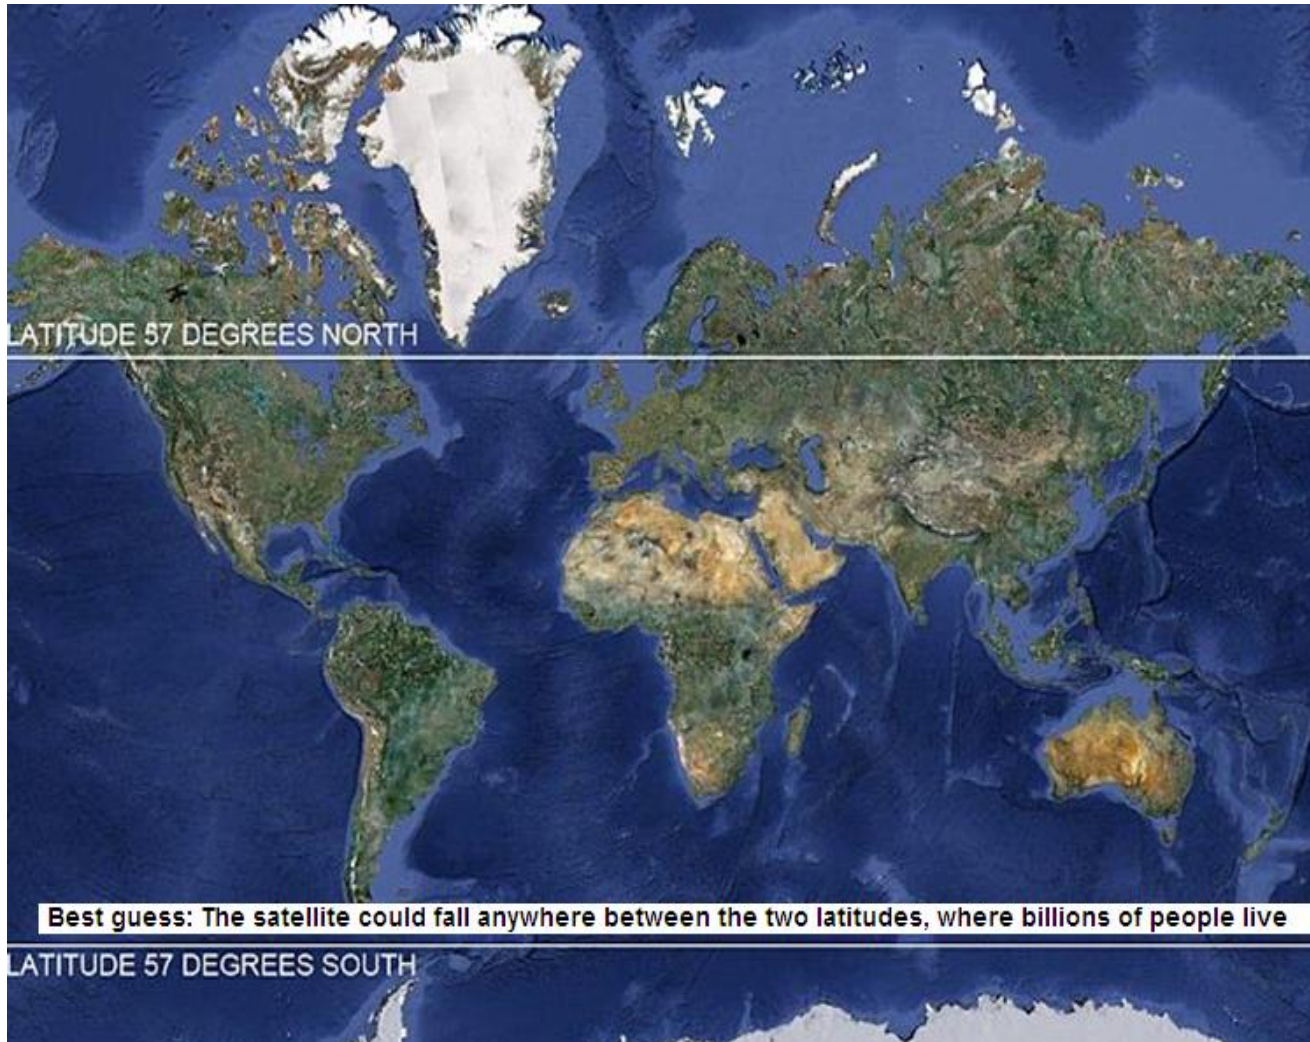 LATITUDE 57 DEGREES NORTH
Best guess: The satellite could fall anywhere between the two latitudes, where billions of people live
LATITUDE 57 DEGREES SOUTH